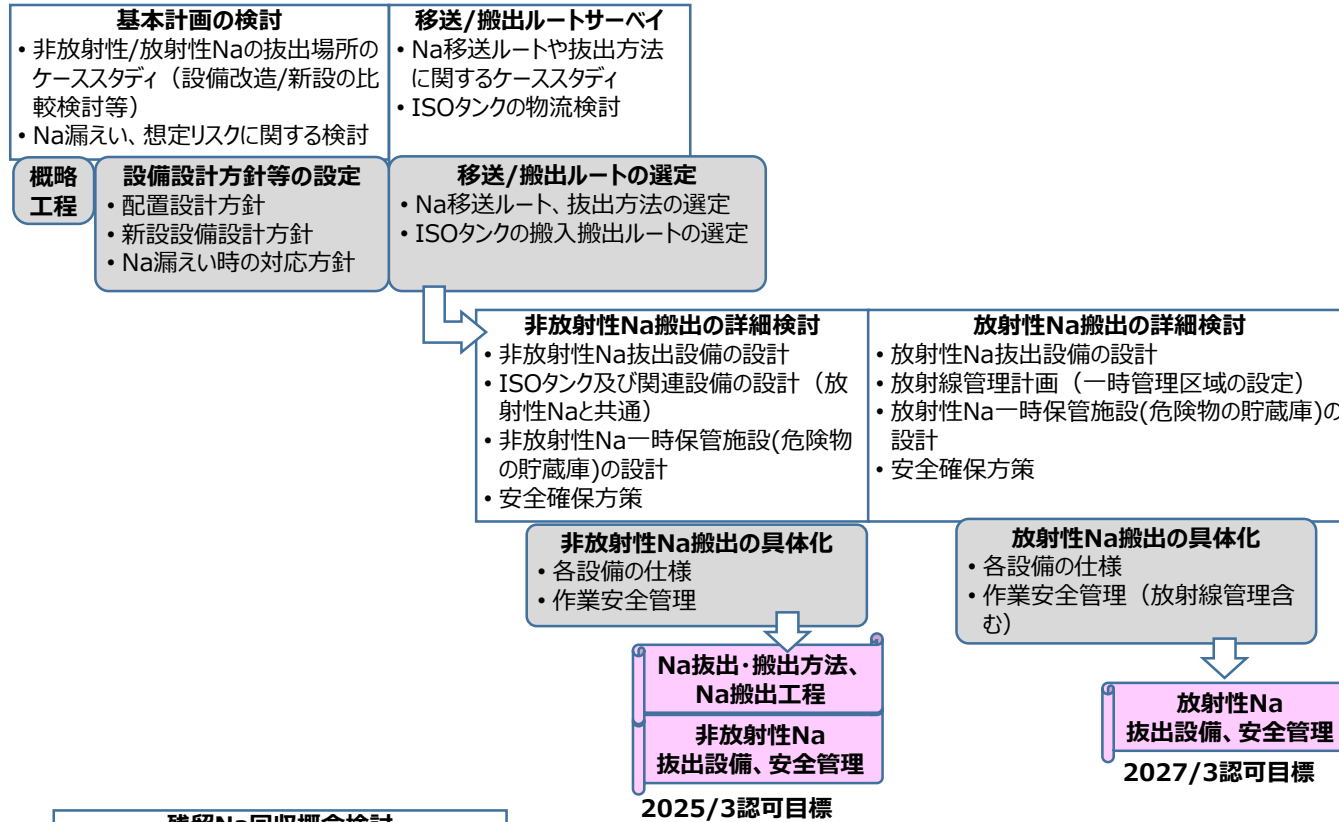 基本計画の検討
• 非放射性/放射性Naの抜出場所の
ケーススタディ（設備改造/新設の比
較検討等）
• Na漏えい、想定リスクに関する検討
移送/搬出ルートサーベイ
• Na移送ルートや抜出方法
に関するケーススタディ
• ISOタンクの物流検討
概略
工程
設備設計方針等の設定
• 配置設計方針
• 新設設備設計方針
• Na漏えい時の対応方針
移送/搬出ルートの選定
• Na移送ルート、抜出方法の選定
• ISOタンクの搬入搬出ルートの選定
非放射性Na搬出の詳細検討
• 非放射性Na抜出設備の設計
• ISOタンク及び関連設備の設計（放
射性Naと共通）
• 非放射性Na一時保管施設(危険物
の貯蔵庫)の設計
• 安全確保方策
放射性Na搬出の詳細検討
• 放射性Na抜出設備の設計
• 放射線管理計画（一時管理区域の設定）
• 放射性Na一時保管施設(危険物の貯蔵庫)の
設計
• 安全確保方策
非放射性Na搬出の具体化
• 各設備の仕様
• 作業安全管理
放射性Na搬出の具体化
• 各設備の仕様
• 作業安全管理（放射線管理含
む）
Na抜出・搬出方法、
Na搬出工程
非放射性Na
抜出設備、安全管理
2025/3認可目標
放射性Na
抜出設備、安全管理
2027/3認可目標
残留Na回収概念検討